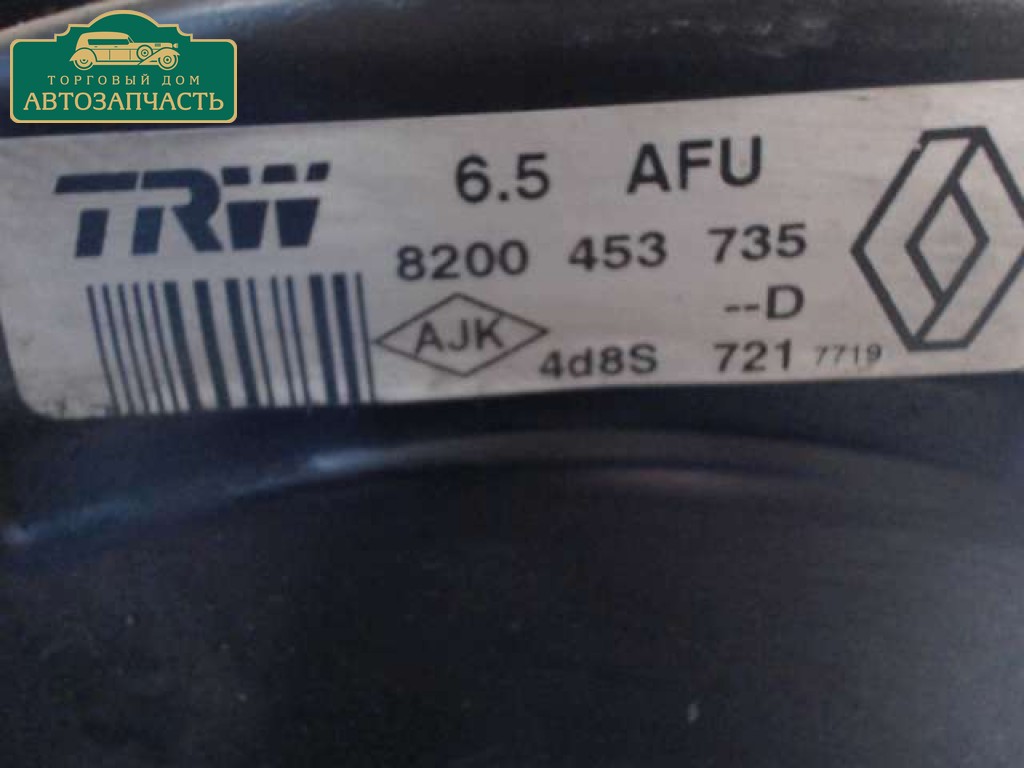 ТОРГОВЫЙ ДОМ
АВТОЗАПЧАСТЬ
TRW 6.5 AFU
8200 453 735
--D
AJK 4d8S 721 7719